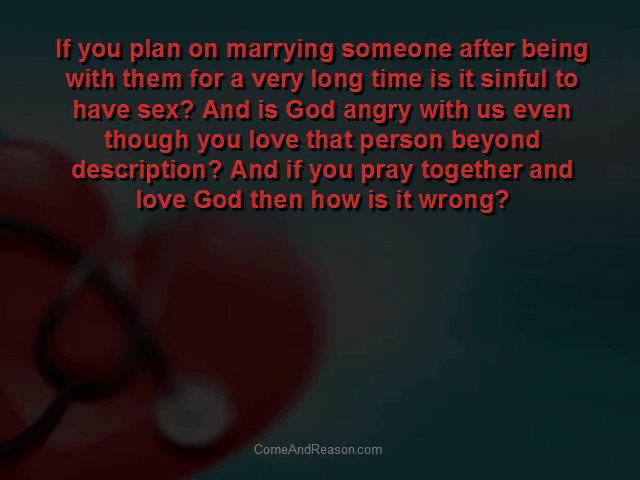 If you plan on marrying someone after being
with them for a very long time is it sinful to
have sex? And is God angry with us even
though you love that person beyond
description? And if you pray together and
love God then how is it wrong?
ComeAndReason.com